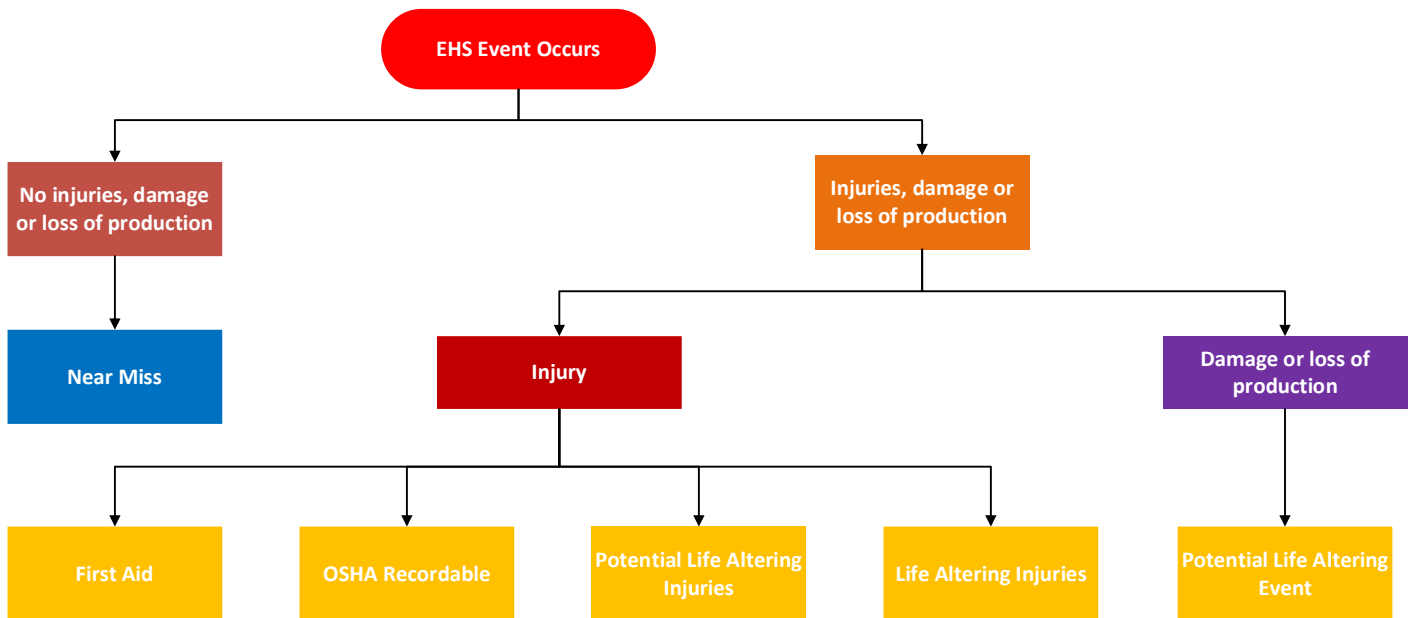 EHS Event Occurs
No injuries, damage
or loss of production
Injuries, damage or
loss of production
Near Miss
Injury
Damage or loss of
production
First Aid
OSHA Recordable
Potential Life Altering
Injuries
Life Altering Injuries
Potential Life Altering
Event